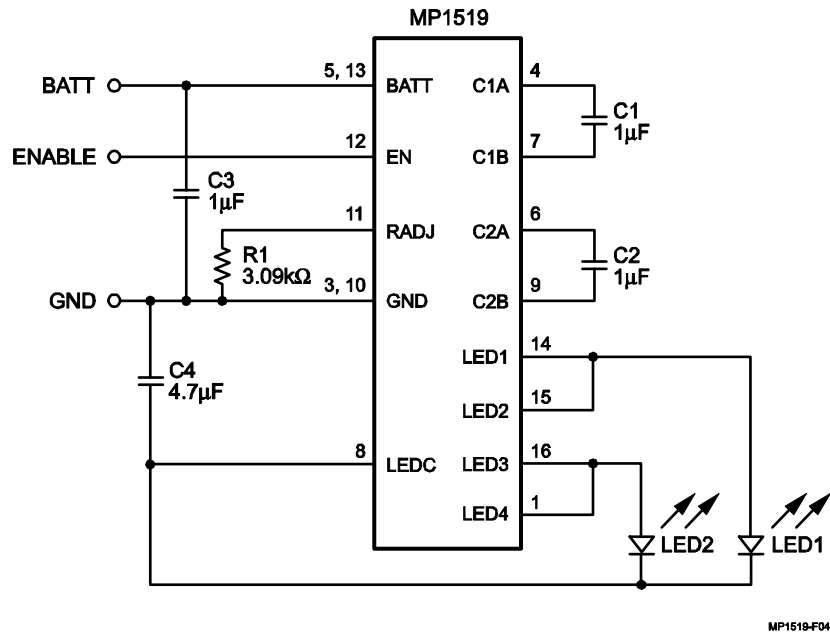 MP1519
BATT
5, 13
BATT
C1A
4
C1
1μF
ENABLE
12
EN
C1B
7
C3
1μF
11
RADJ
C2A
6
R1
3.09kΩ
C2
1μF
GND
3, 10
GND
C2B
9
LED1
14
C4
4.7μF
LED2
15
8
LEDC
LED3
16
LED4
1
LED2
LED1
MP1519-F04